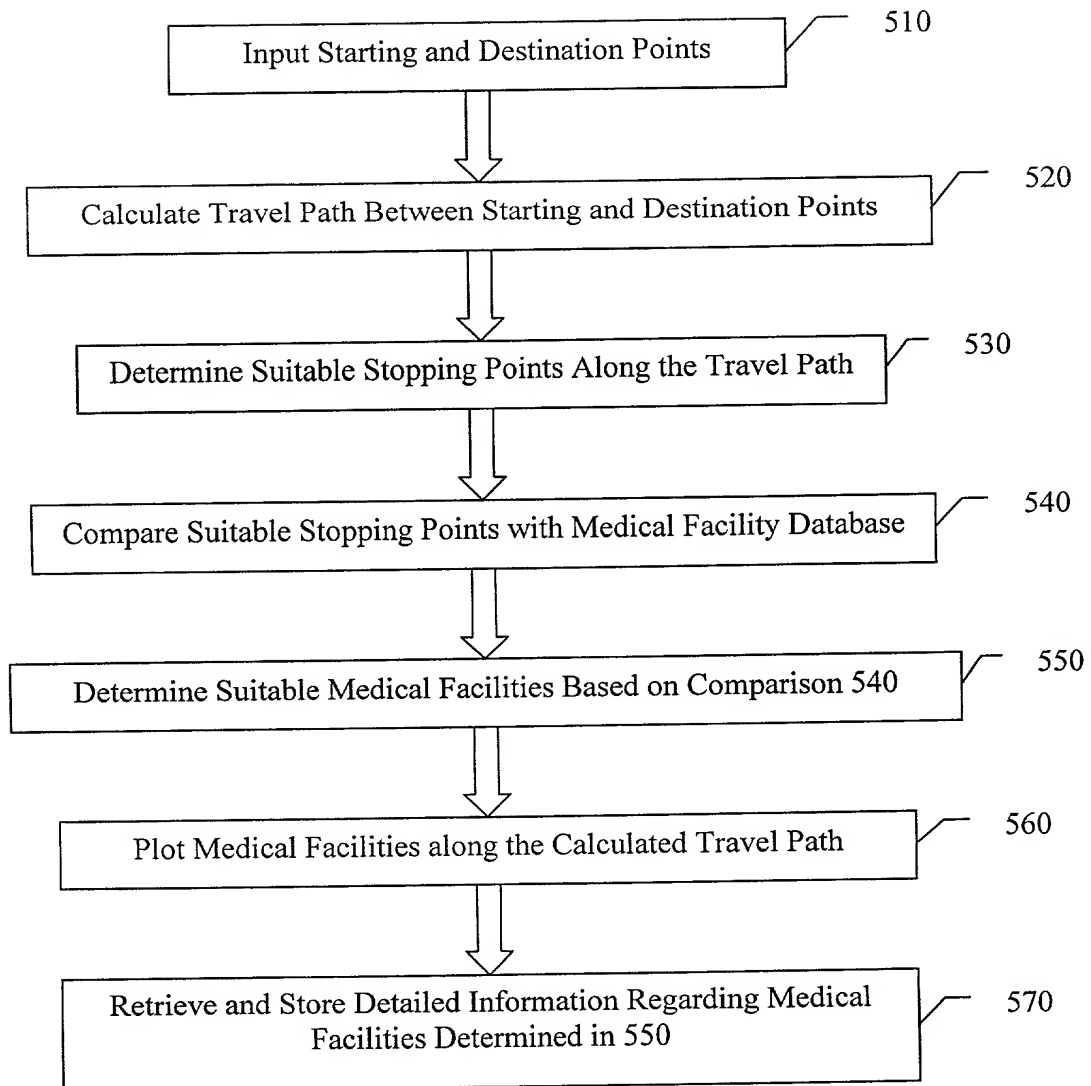 510
Input Starting and Destination Points
520
Calculate Travel Path Between Starting and Destination Points
530
Determine Suitable Stopping Points Along the Travel Path
540
Compare Suitable Stopping Points with Medical Facility Database
550
Determine Suitable Medical Facilities Based on Comparison 540
560
Plot Medical Facilities along the Calculated Travel Path
570
Retrieve and Store Detailed Information Regarding Medical
Facilities Determined in 550